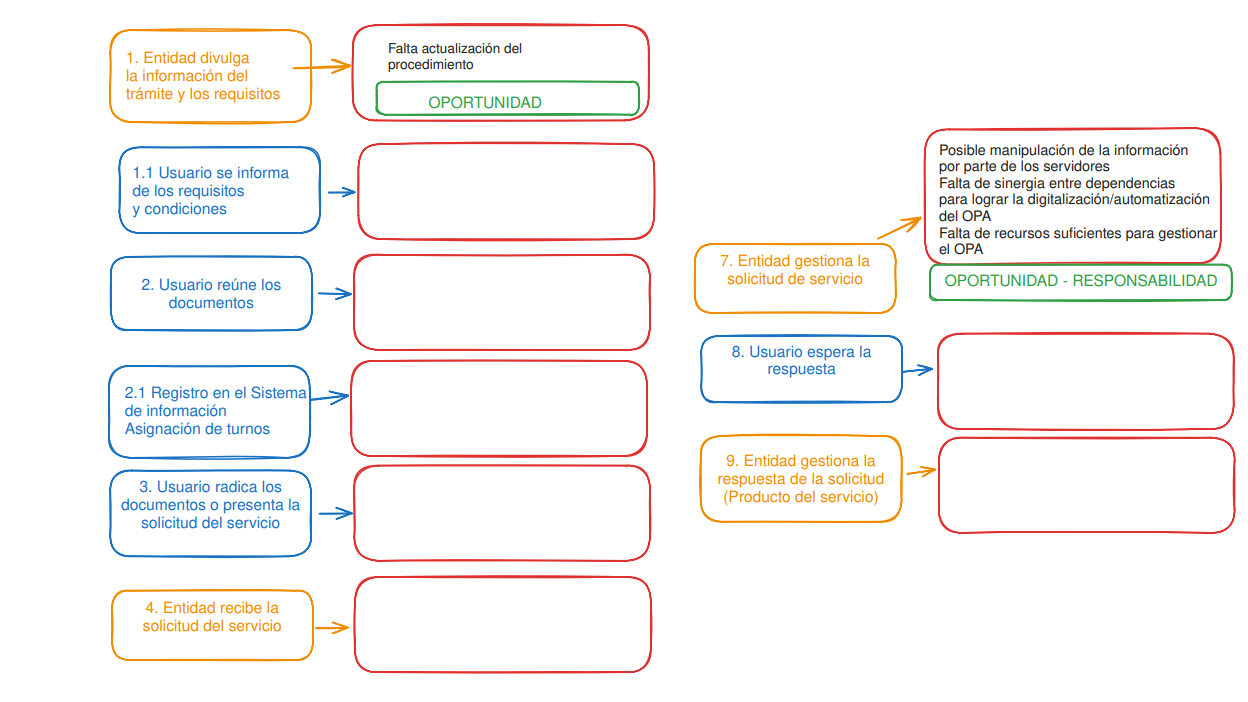 1. Entidad divulga
la información del
trámite y los requisitos
Falta actualización del
procedimiento
OPORTUNIDAD
1.1 Usuario se informa
de los requisitos
y condiciones
2. Usuario reúne los
documentos
2.1 Registro en el Sistema
de información
Asignación de turnos
3. Usuario radica los
documentos o presenta la
solicitud del servicio
4. Entidad recibe la
solicitud del servicio
7. Entidad gestiona la
solicitud de servicio
Posible manipulación de la información
por parte de los servidores
Falta de sinergia entre dependencias
para lograr la digitalización/automatización
del OPA
Falta de recursos suficientes para gestionar
el OPA
OPORTUNIDAD - RESPONSABILIDAD
8. Usuario espera la
respuesta
9. Entidad gestiona la
respuesta de la solicitud
(Producto del servicio)